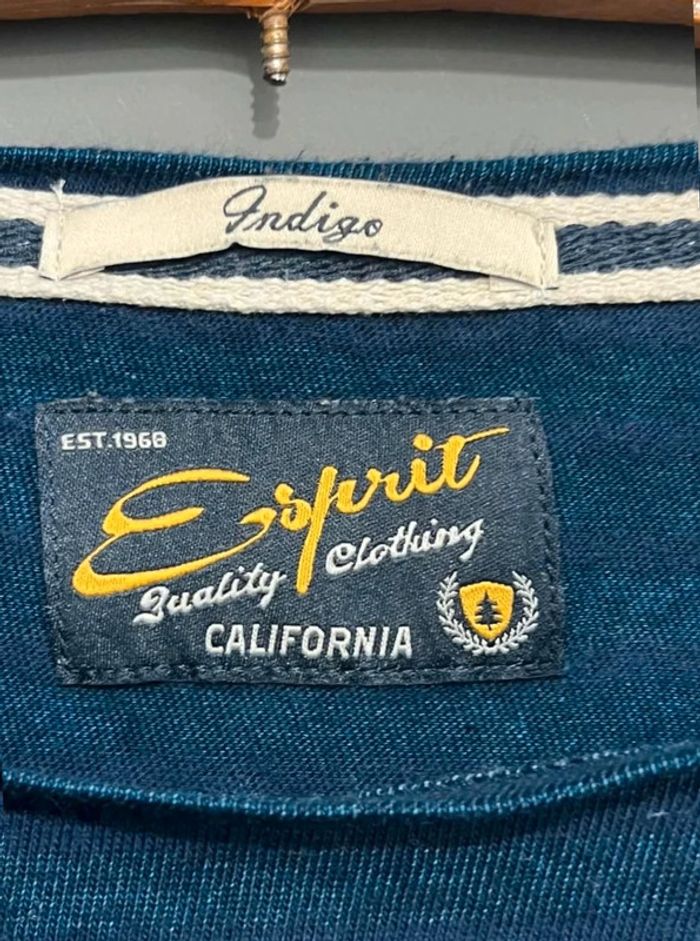 Indigo
EST.1968
Esprit
Quality Clothing
CALIFORNIA